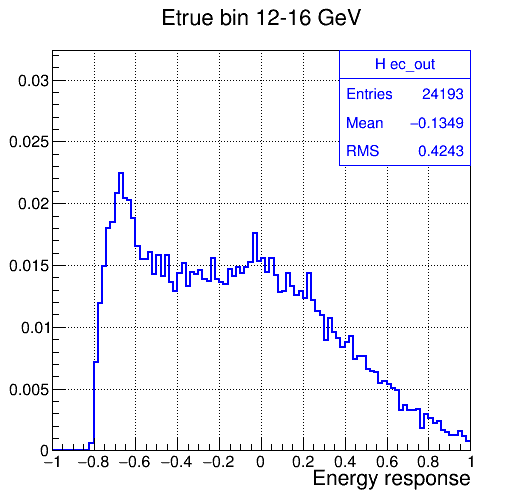 Etrue bin 12-16 GeV
H ec_out
Entries 24193
Mean −0.1349
RMS 0.4243
0.03
0.025
0.02
0.015
0.01
0.005
0
−1 −0.8 −0.6 −0.4 −0.2 0 0.2 0.4 0.6 0.8 1
Energy response